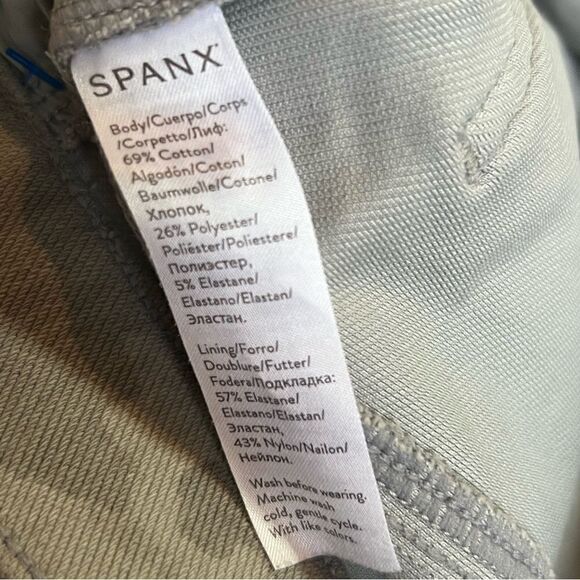 SPANX
Body/Cuerpo/Corps
/Corpetto/Лиф:
69% Cotton/
Algodón/Coton/
Baumwolle/Cotone/
Хлопок,
26% Polyester/
Poliéster/Poliestere/
Полиэстер,
5% Elastane/
Elastano/Elastan/
Эластан.
Lining/Forro/
Doublure/Futter/
Fodera/Подкладка:
57% Elastane/
Elastano/Elastan/
Эластан,
43% Nylon/Nailon/
Нейлон.
Wash before wearing.
Machine wash
cold, gentle cycle.
With like colors.